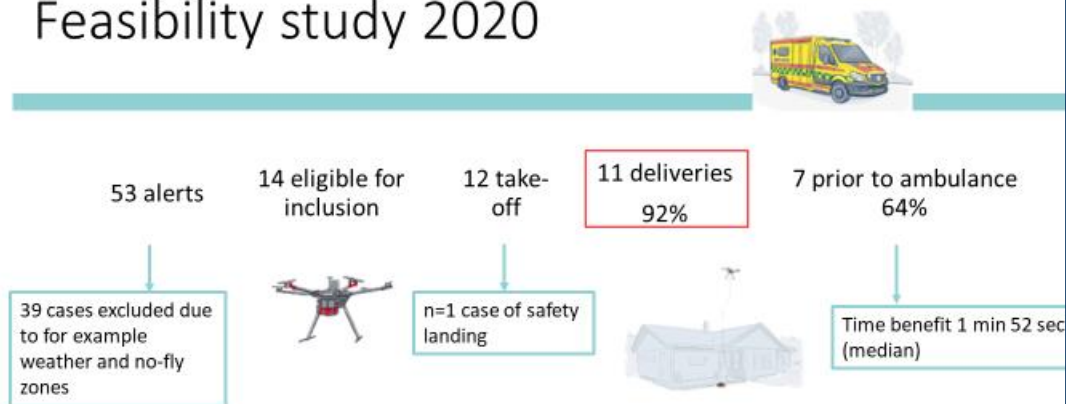 Feasibility study 2020
53 alerts
14 eligible for
inclusion
12 take-
off
11 deliveries
92%
7 prior to ambulance
64%
39 cases excluded due
to for example
weather and no-fly
zones
n=1 case of safety
landing
Time benefit 1 min 52 sec
(median)